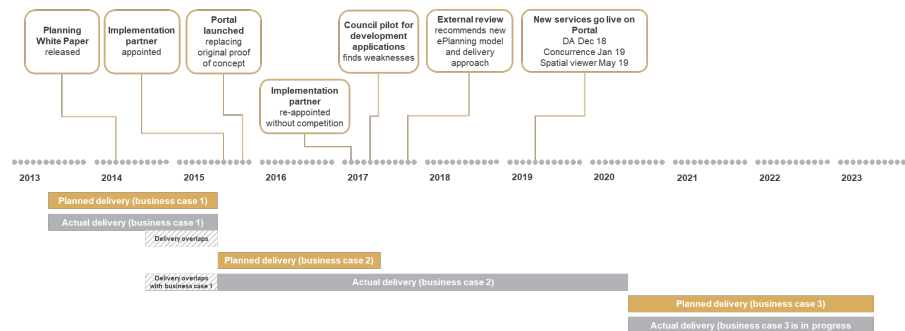 Planning
White Paper
released
Implementation
partner
appointed
Portal
launched
replacing
original proof
of concept
Implementation
partner
re-appointed
without competition
Council pilot for
development
applications
finds weaknesses
External review
recommends new
ePlanning model
and delivery
approach
New services go live on
Portal
DA Dec 18
Concurrence Jan 19
Spatial viewer May 19
2013
2014
2015
2016
2017
2018
2019
2020
2021
2022
2023
Planned delivery (business case 1)
Actual delivery (business case 1)
Delivery overlaps
Planned delivery (business case 2)
Delivery overlaps
with business case 1
Actual delivery (business case 2)
Planned delivery (business case 3)
Actual delivery (business case 3 is in progress